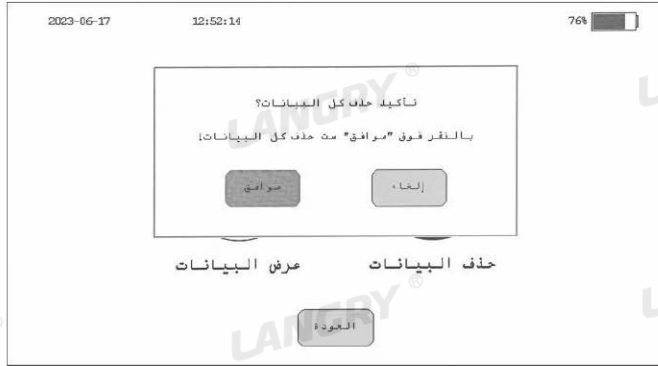 2023-06-17 12:52:14 76%
تأكيد حذف كل البيانات؟
بالنقر فوق "موافق" مت حذف كل البيانات!
موافق إلغاء
عرض البيانات حذف البيانات
العودة
LANGRY®
LANGRY®